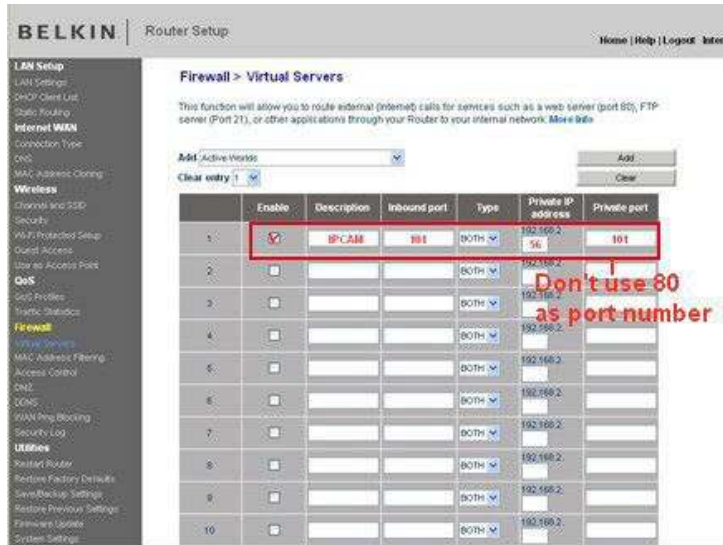 BELKIN
Router Setup
Home | Help | Logout
LAN Setup
LAN Settings
DHCP Client List
Static Routing
Internet WAN
Connection Type
DNS
MAC Address Cloning
Wireless
Channel and SSID
Security
Wi-Fi Protected Setup
Guest Access
Use as Access Point
QoS
QoS Profiles
Traffic Statistics
Firewall
Virtual Servers
MAC Address Filtering
Access Control
DMZ
DDNS
WAN Ping Blocking
Security Log
Utilities
Restart Router
Restore Factory Defaults
Save/Backup Settings
Restore Previous Settings
Firmware Update
System Settings
Firewall > Virtual Servers
This function will allow you to route external (Internet) calls for services such as a web server (port 80), FTP
server (Port 21), or other applications through your Router to your internal network. More Info
Add Active Worlds Add
Clear entry 1 Clear
Enable Description Inbound port Type Private IP address Private port
1 IPCAM 101 BOTH 192.168.2. 56 101
2 BOTH 192.168.2.
Don't use 80
as port number
3 BOTH 192.168.2.
4 BOTH 192.168.2.
5 BOTH 192.168.2.
6 BOTH 192.168.2.
7 BOTH 192.168.2.
8 BOTH 192.168.2.
9 BOTH 192.168.2.
10 BOTH 192.168.2.